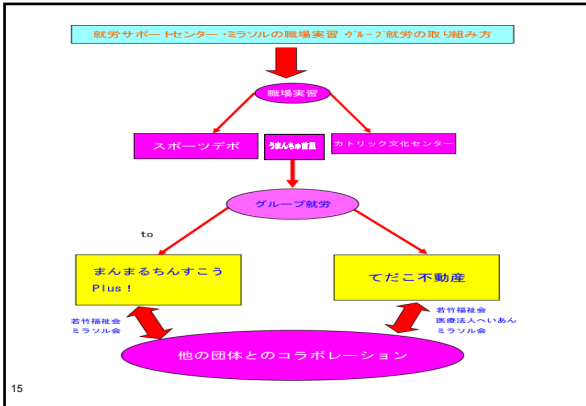 就労サポートセンター・ミラソルの職場実習・グループ就労の取り組み方
職場実習
スポーツデポ
うまんちゅ
カトリック文化センター
グループ就労
to
まんまるちんすこう
Plus！
てだこ不動産
若竹福祉会
ミラソル会
若竹福祉会
医療法人へいあん
ミラソル会
他の団体とのコラボレーション
15